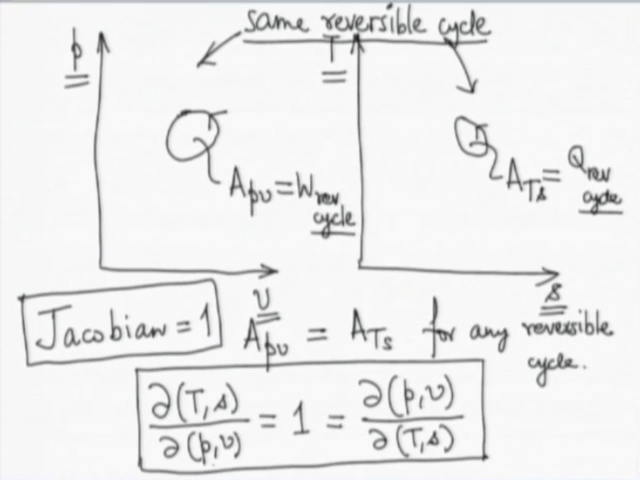 same reversible cycle
p
T
A_pv = W_rev cycle
A_Ts = Q_rev cycle
v
s
Jacobian = 1
A_pv = A_Ts for any reversible cycle.
∂(T,s)/∂(p,v) = 1 = ∂(p,v)/∂(T,s)